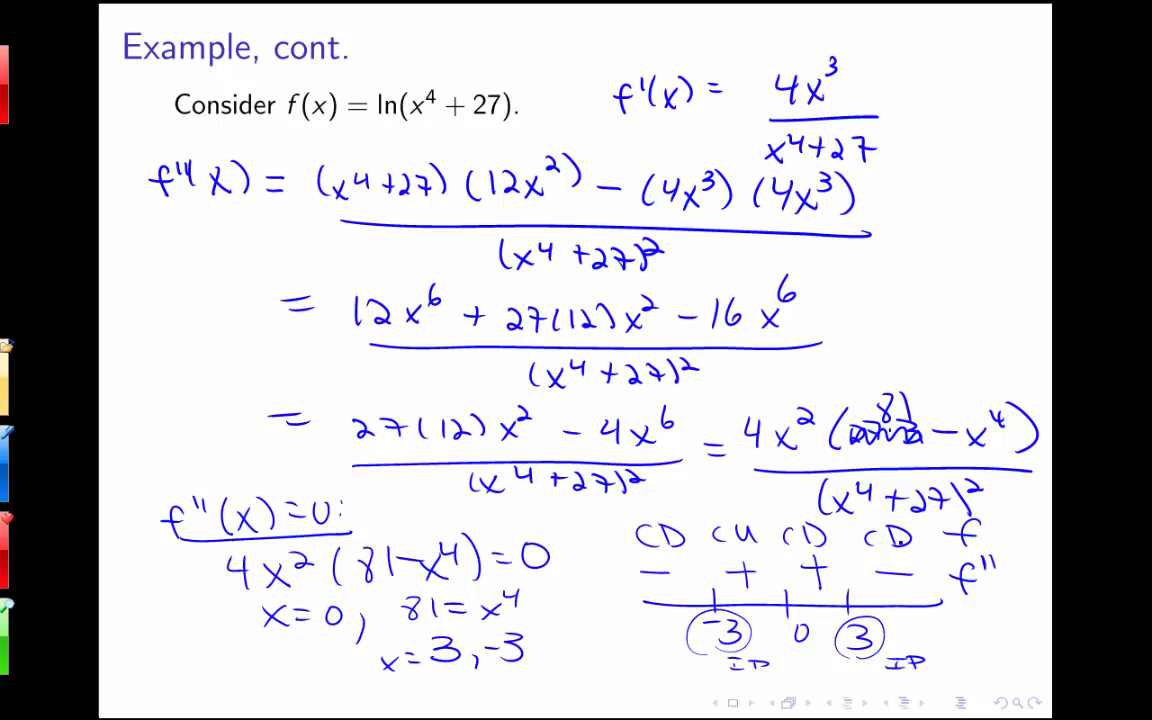 Example, cont.
Consider f(x) = ln(x⁴ + 27).
f'(x) = 4x³ / x⁴+27
f''(x) = (x⁴+27)(12x²) − (4x³)(4x³) / (x⁴+27)²
= 12x⁶ + 27(12)x² − 16x⁶ / (x⁴+27)²
= 27(12)x² − 4x⁶ / (x⁴+27)² = 4x²(81 − x⁴) / (x⁴+27)²
f''(x)=0:
4x²(81−x⁴)=0
x=0, 81=x⁴
x=3,-3
CD CU CD CD f
− + + − f''
-3 0 3
IP IP